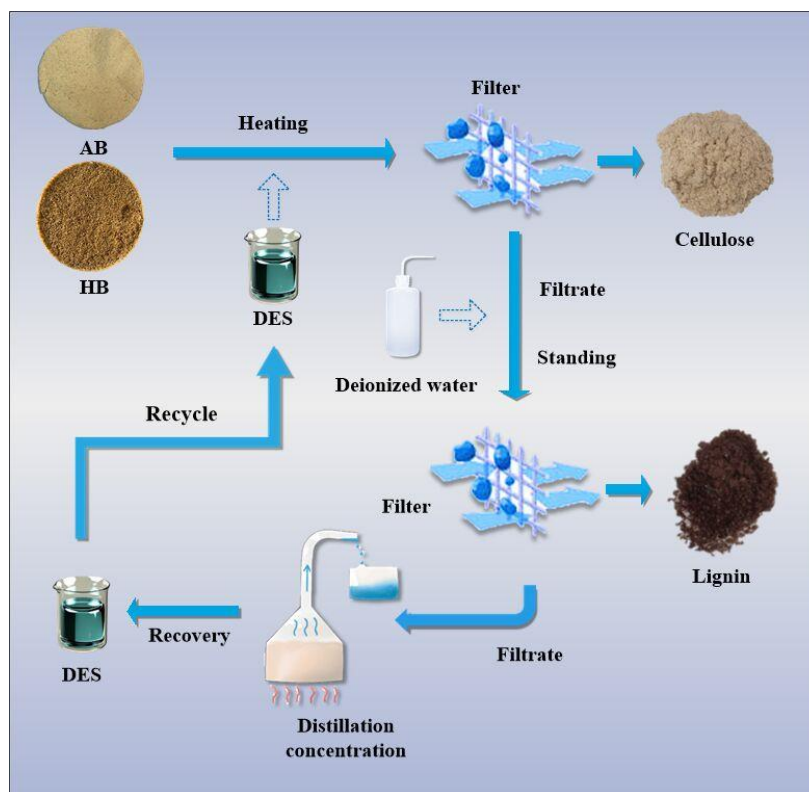 AB
HB
Heating
DES
Filter
Cellulose
Deionized water
Filtrate
Standing
Filter
Lignin
Filtrate
Distillation
concentration
Recovery
DES
Recycle